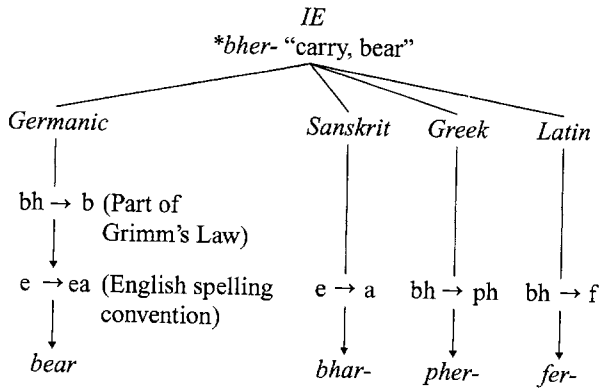 IE
*bher- “carry, bear”
Germanic Sanskrit Greek Latin
bh → b (Part of
Grimm’s Law)
e → ea (English spelling
convention)
e → a
bh → ph
bh → f
bear
bhar-
pher-
fer-